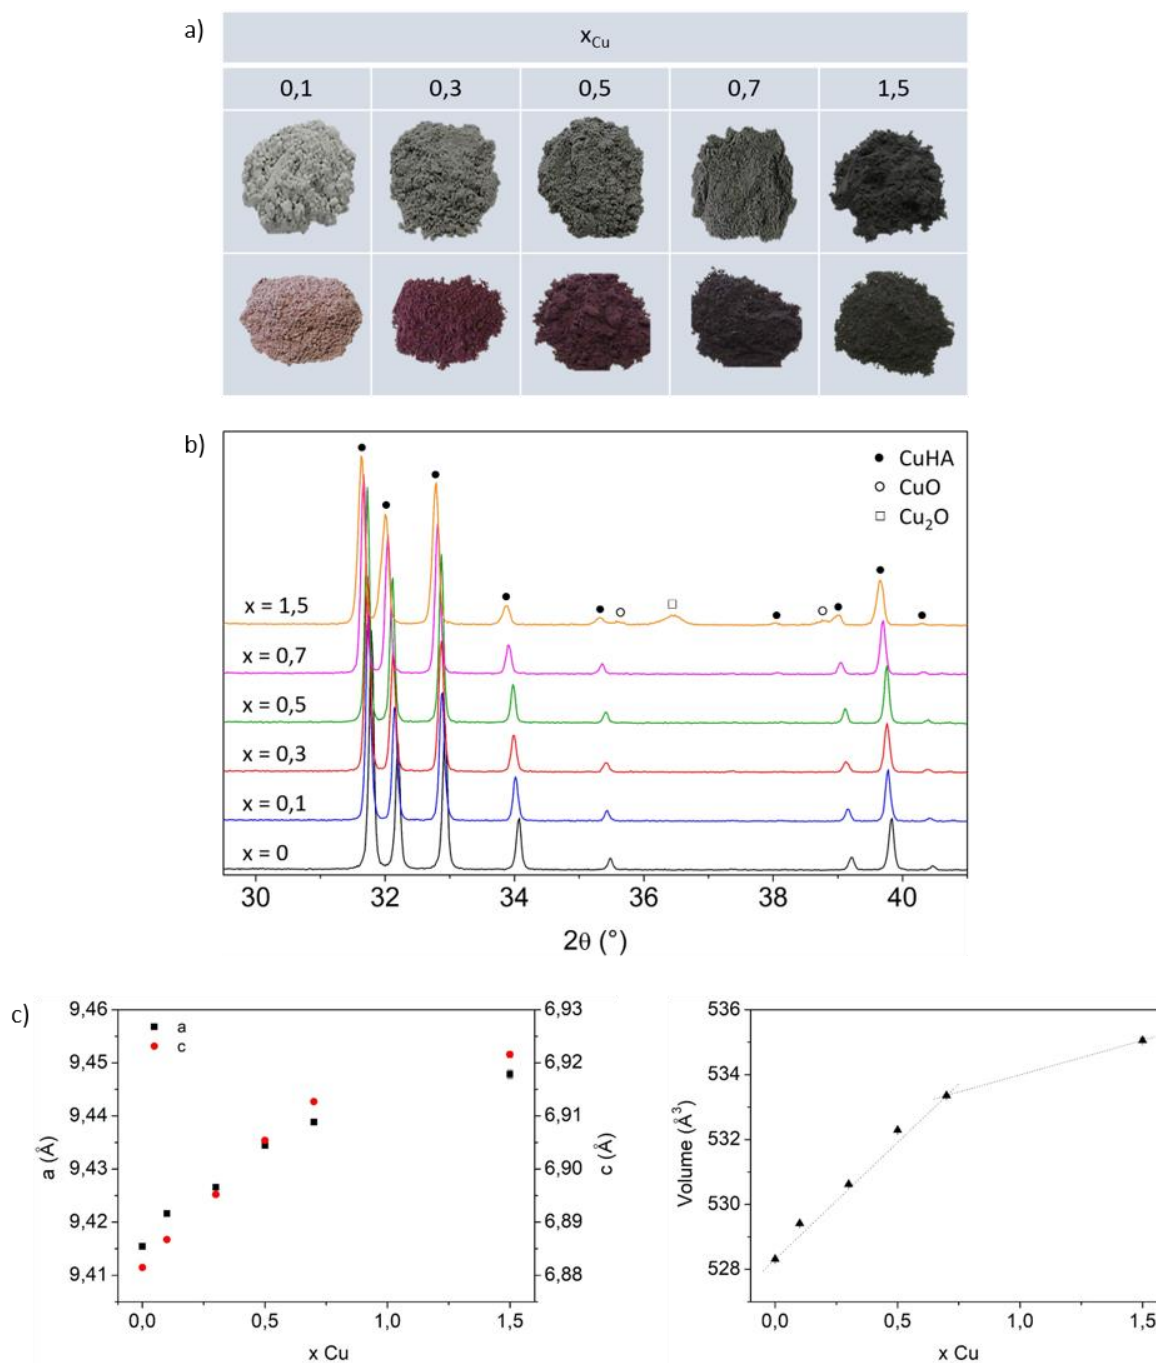 a)
xCu
0,1 0,3 0,5 0,7 1,5
b)
CuHA
CuO
Cu2O
x = 1,5
x = 0,7
x = 0,5
x = 0,3
x = 0,1
x = 0
30 32 34 36 38 40
2θ (°)
c)
9,46
9,45
9,44
9,43
9,42
9,41
a (Å)
a
c
6,93
6,92
6,91
6,90
6,89
6,88
c (Å)
0,0 0,5 1,0 1,5
x Cu
536
534
532
530
528
Volume (Å3)
0,0 0,5 1,0 1,5
x Cu